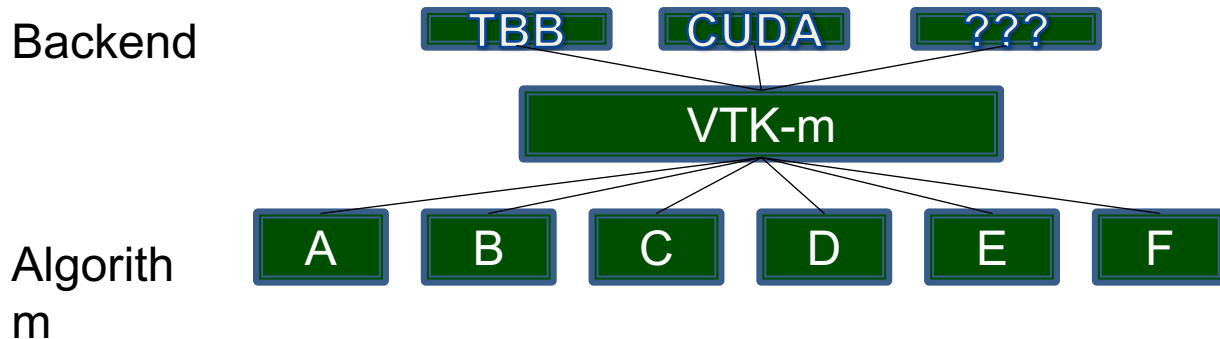 Backend
TBB CUDA ???
VTK-m
A B C D E F
Algorith
m